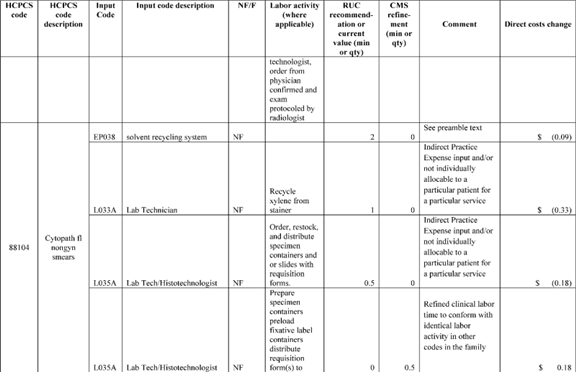 HCPCS code
HCPCS code description
Input Code
Input code description
NF/F
Labor activity (where applicable)
RUC recommend-ation or current value (min or qty)
CMS refine-ment (min or qty)
Comment
Direct costs change
technologist,
order from
physician
confirmed and
exam
protocoled by
radiologist
88104
Cytopath fl
nongyn
smears
EP038 solvent recycling system NF 2 0 See preamble text $ (0.09)
L033A Lab Technician NF
Recycle
xylene from
stainer
1 0
Indirect Practice
Expense input and/or
not individually
allocable to a
particular patient for
a particular service
$ (0.33)
L035A Lab Tech/Histotechnologist NF
Order, restock,
and distribute
specimen
containers and
or slides with
requisition
forms.
0.5 0
Indirect Practice
Expense input and/or
not individually
allocable to a
particular patient for
a particular service
$ (0.18)
L035A Lab Tech/Histotechnologist NF
Prepare
specimen
containers
preload
fixative label
containers
distribute
requisition
form(s) to
0 0.5
Refined clinical labor
time to conform with
identical labor
activity in other
codes in the family
$ 0.18